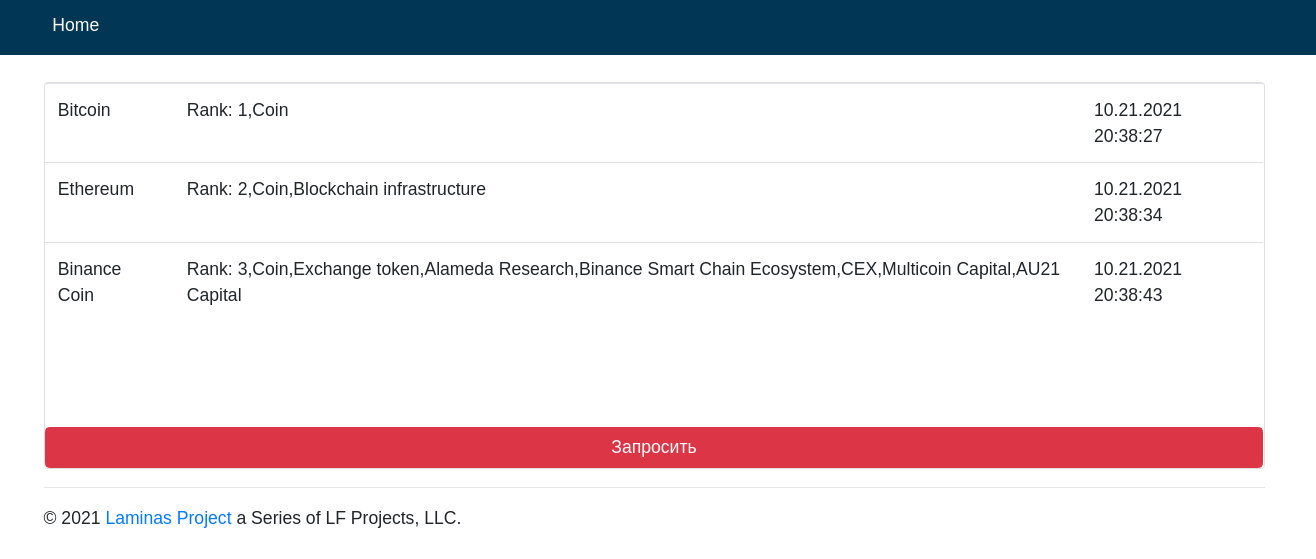 Home
Bitcoin Rank: 1,Coin 10.21.2021
20:38:27
Ethereum Rank: 2,Coin,Blockchain infrastructure 10.21.2021
20:38:34
Binance Rank: 3,Coin,Exchange token,Alameda Research,Binance Smart Chain Ecosystem,CEX,Multicoin Capital,AU21 10.21.2021
Coin Capital 20:38:43
Запросить
© 2021 Laminas Project a Series of LF Projects, LLC.